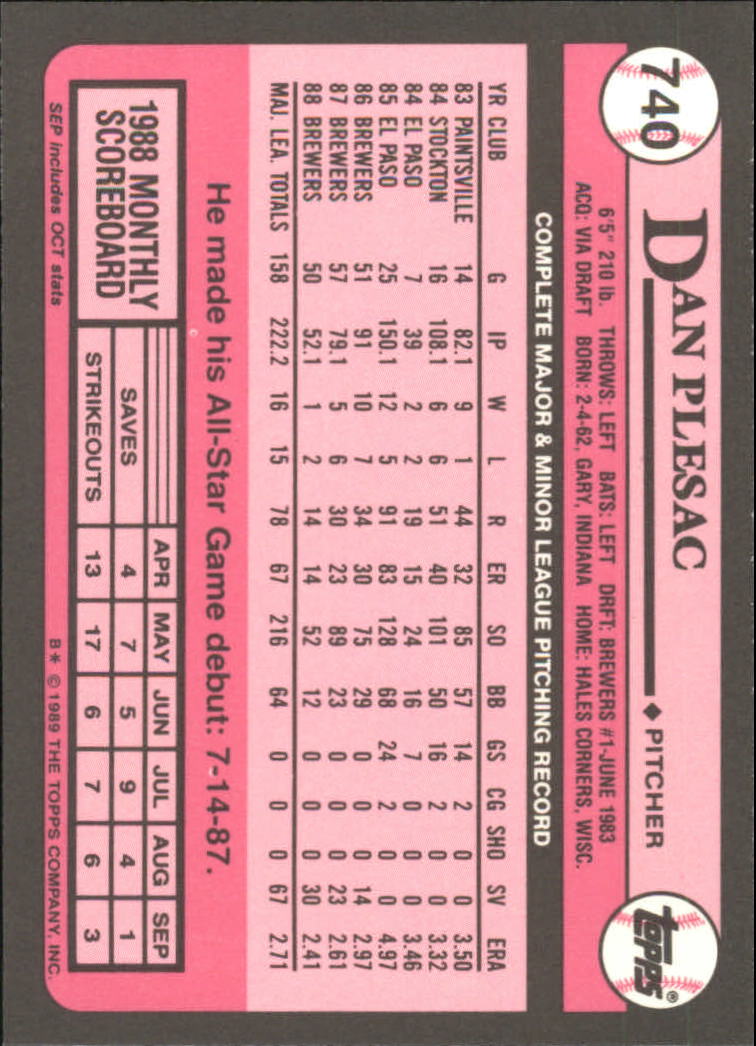 740
DAN PLESAC ◆ PITCHER
topps®
6'5" 210 lb. THROWS: LEFT BATS: LEFT DRFT: BREWERS #1-JUNE 1983
ACQ: VIA DRAFT BORN: 2-4-62, GARY, INDIANA HOME: HALES CORNERS, WISC.
COMPLETE MAJOR & MINOR LEAGUE PITCHING RECORD
YR CLUB G IP W L R ER SO BB GS CG SHO SV ERA
83 PAINTSVILLE 14 82.1 9 1 44 32 85 57 14 2 0 0 3.50
84 STOCKTON 16 108.1 6 6 51 40 101 50 16 2 0 0 3.32
84 EL PASO 7 39 2 2 19 15 24 16 7 0 0 0 3.46
85 EL PASO 25 150.1 12 5 91 83 128 68 24 2 0 0 4.97
86 BREWERS 51 91 10 7 34 30 75 29 0 0 0 14 2.97
87 BREWERS 57 79.1 5 6 30 23 89 23 0 0 0 23 2.61
88 BREWERS 50 52.1 1 2 14 14 52 12 0 0 0 30 2.41
MAJ. LEA. TOTALS 158 222.2 16 15 78 67 216 64 0 0 0 67 2.71
He made his All-Star Game debut: 7-14-87.
1988 MONTHLY
SCOREBOARD
APR MAY JUN JUL AUG SEP
SAVES 4 7 5 9 4 1
STRIKEOUTS 13 17 6 7 6 3
SEP includes OCT stats
B* © 1989 THE TOPPS COMPANY, INC.